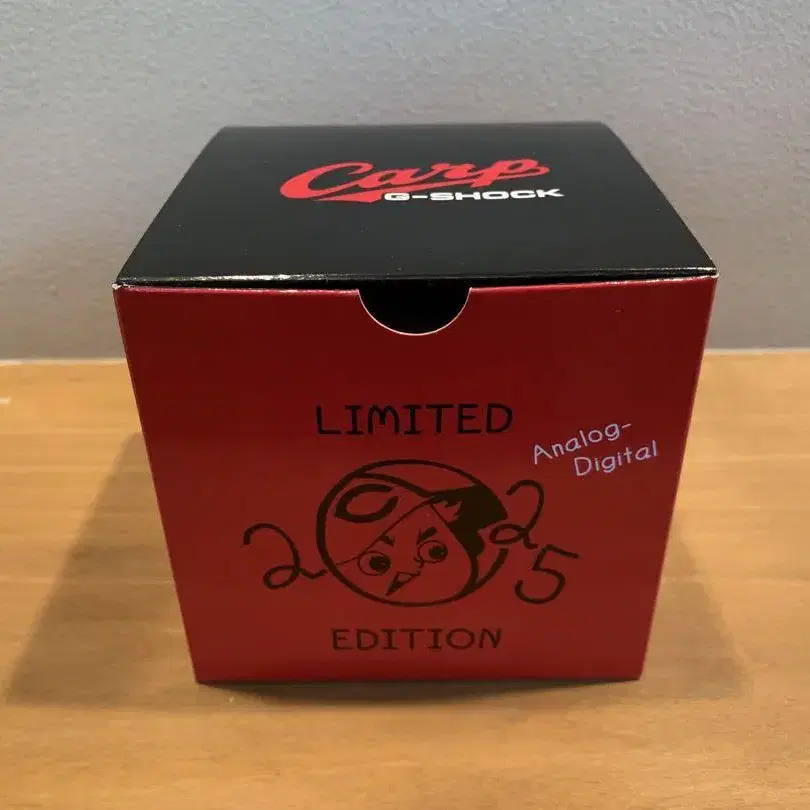 Carp
G-SHOCK
LIMITED
Analog-
Digital
2025
EDITION